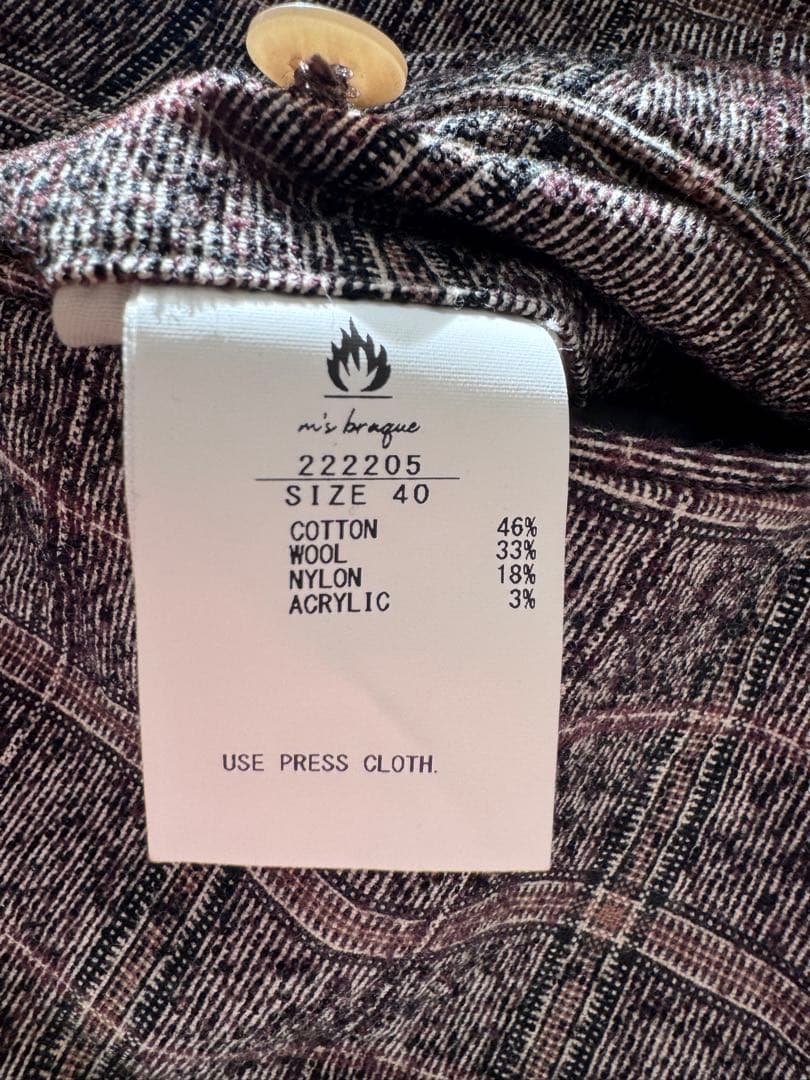 m's braque
222205
SIZE 40
COTTON 46%
WOOL 33%
NYLON 18%
ACRYLIC 3%
USE PRESS CLOTH.